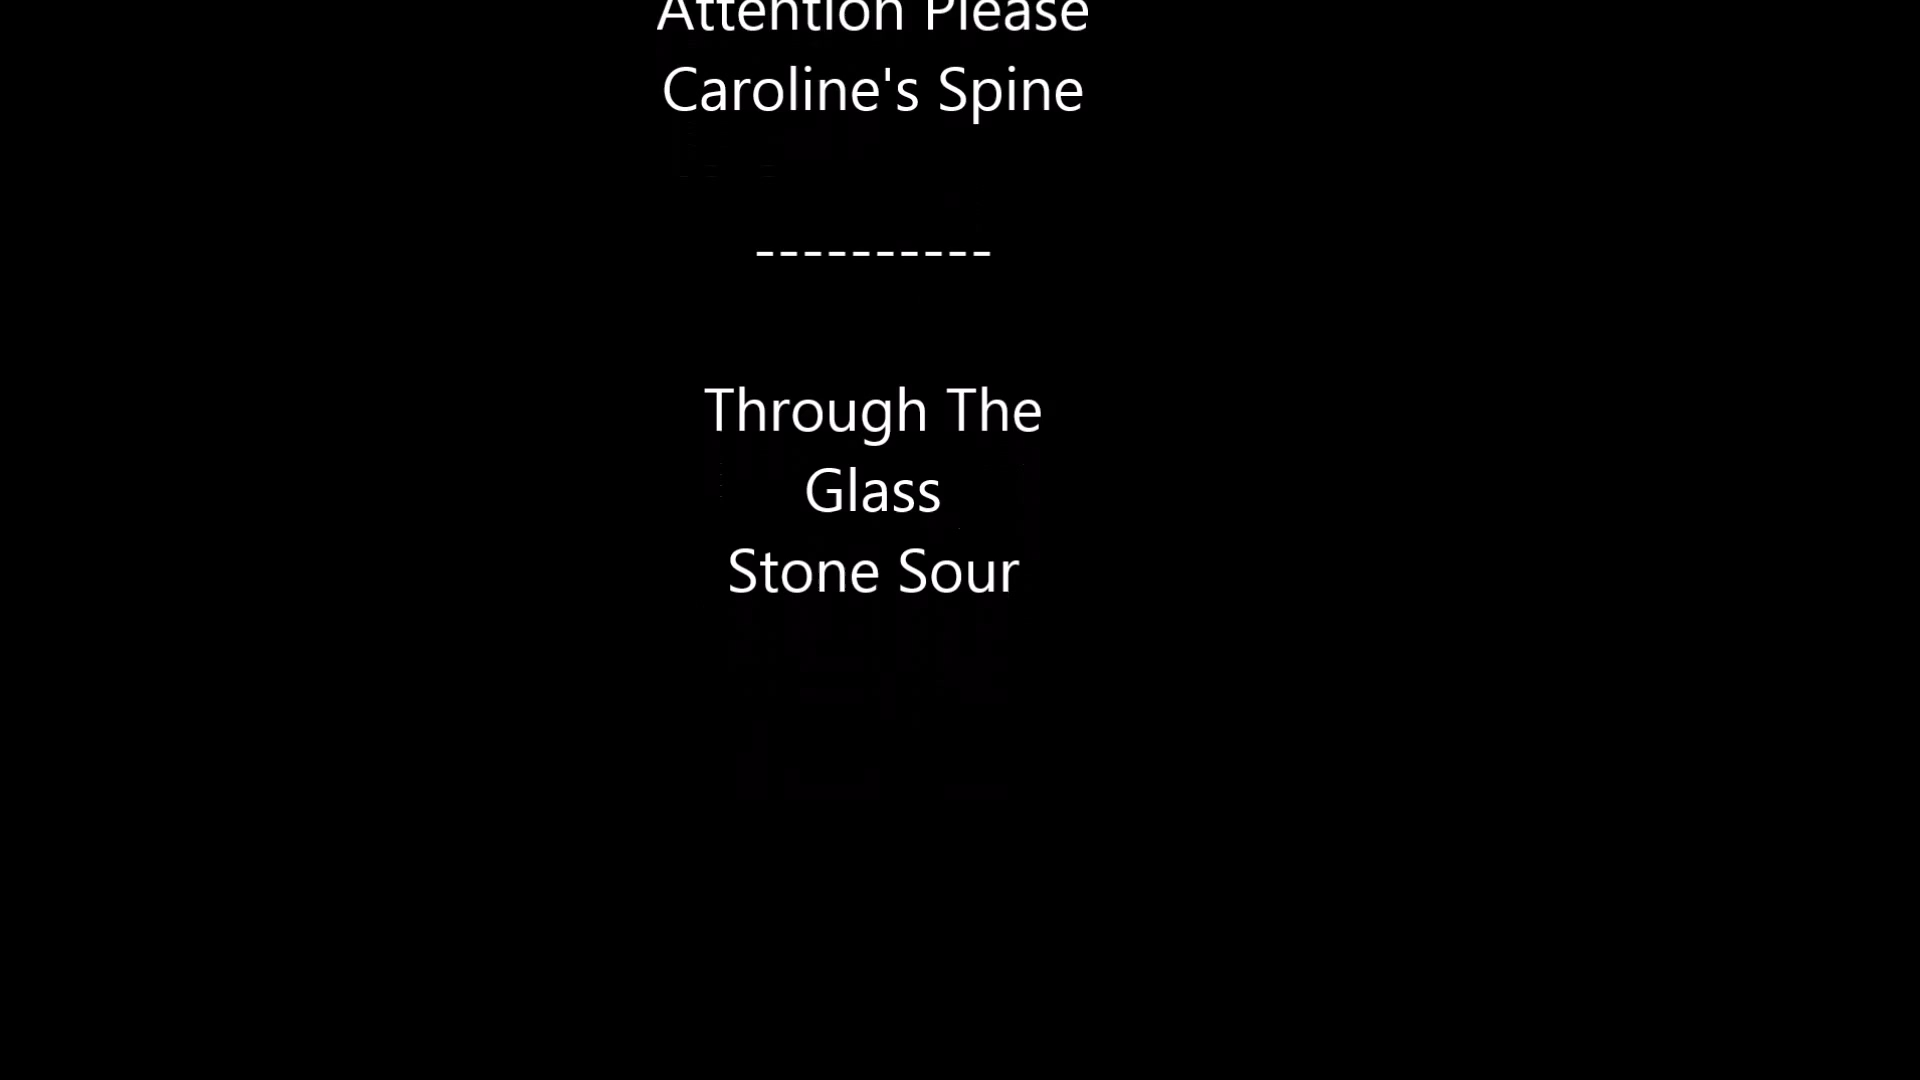 Attention Please
Caroline's Spine
----------
Through The
Glass
Stone Sour